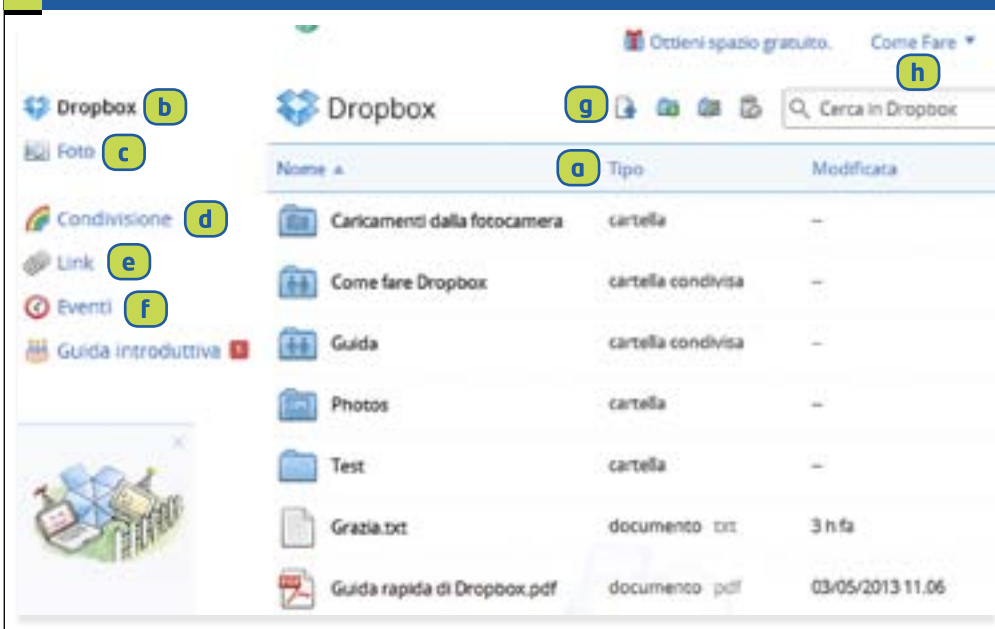 Ottieni spazio gratuito. Come Fare
h
Dropbox b
Dropbox g Cerca in Dropbox
Foto c
Nome a Tipo Modificata
Condivisione d
Caricamenti dalla fotocamera cartella --
Link e
Come fare Dropbox cartella condivisa --
Eventi f
Guida introduttiva
Guida cartella condivisa --
Photos cartella --
Test cartella --
Grazia.txt documento txt 3 h fa
Guida rapida di Dropbox.pdf documento pdf 03/05/2013 11.06